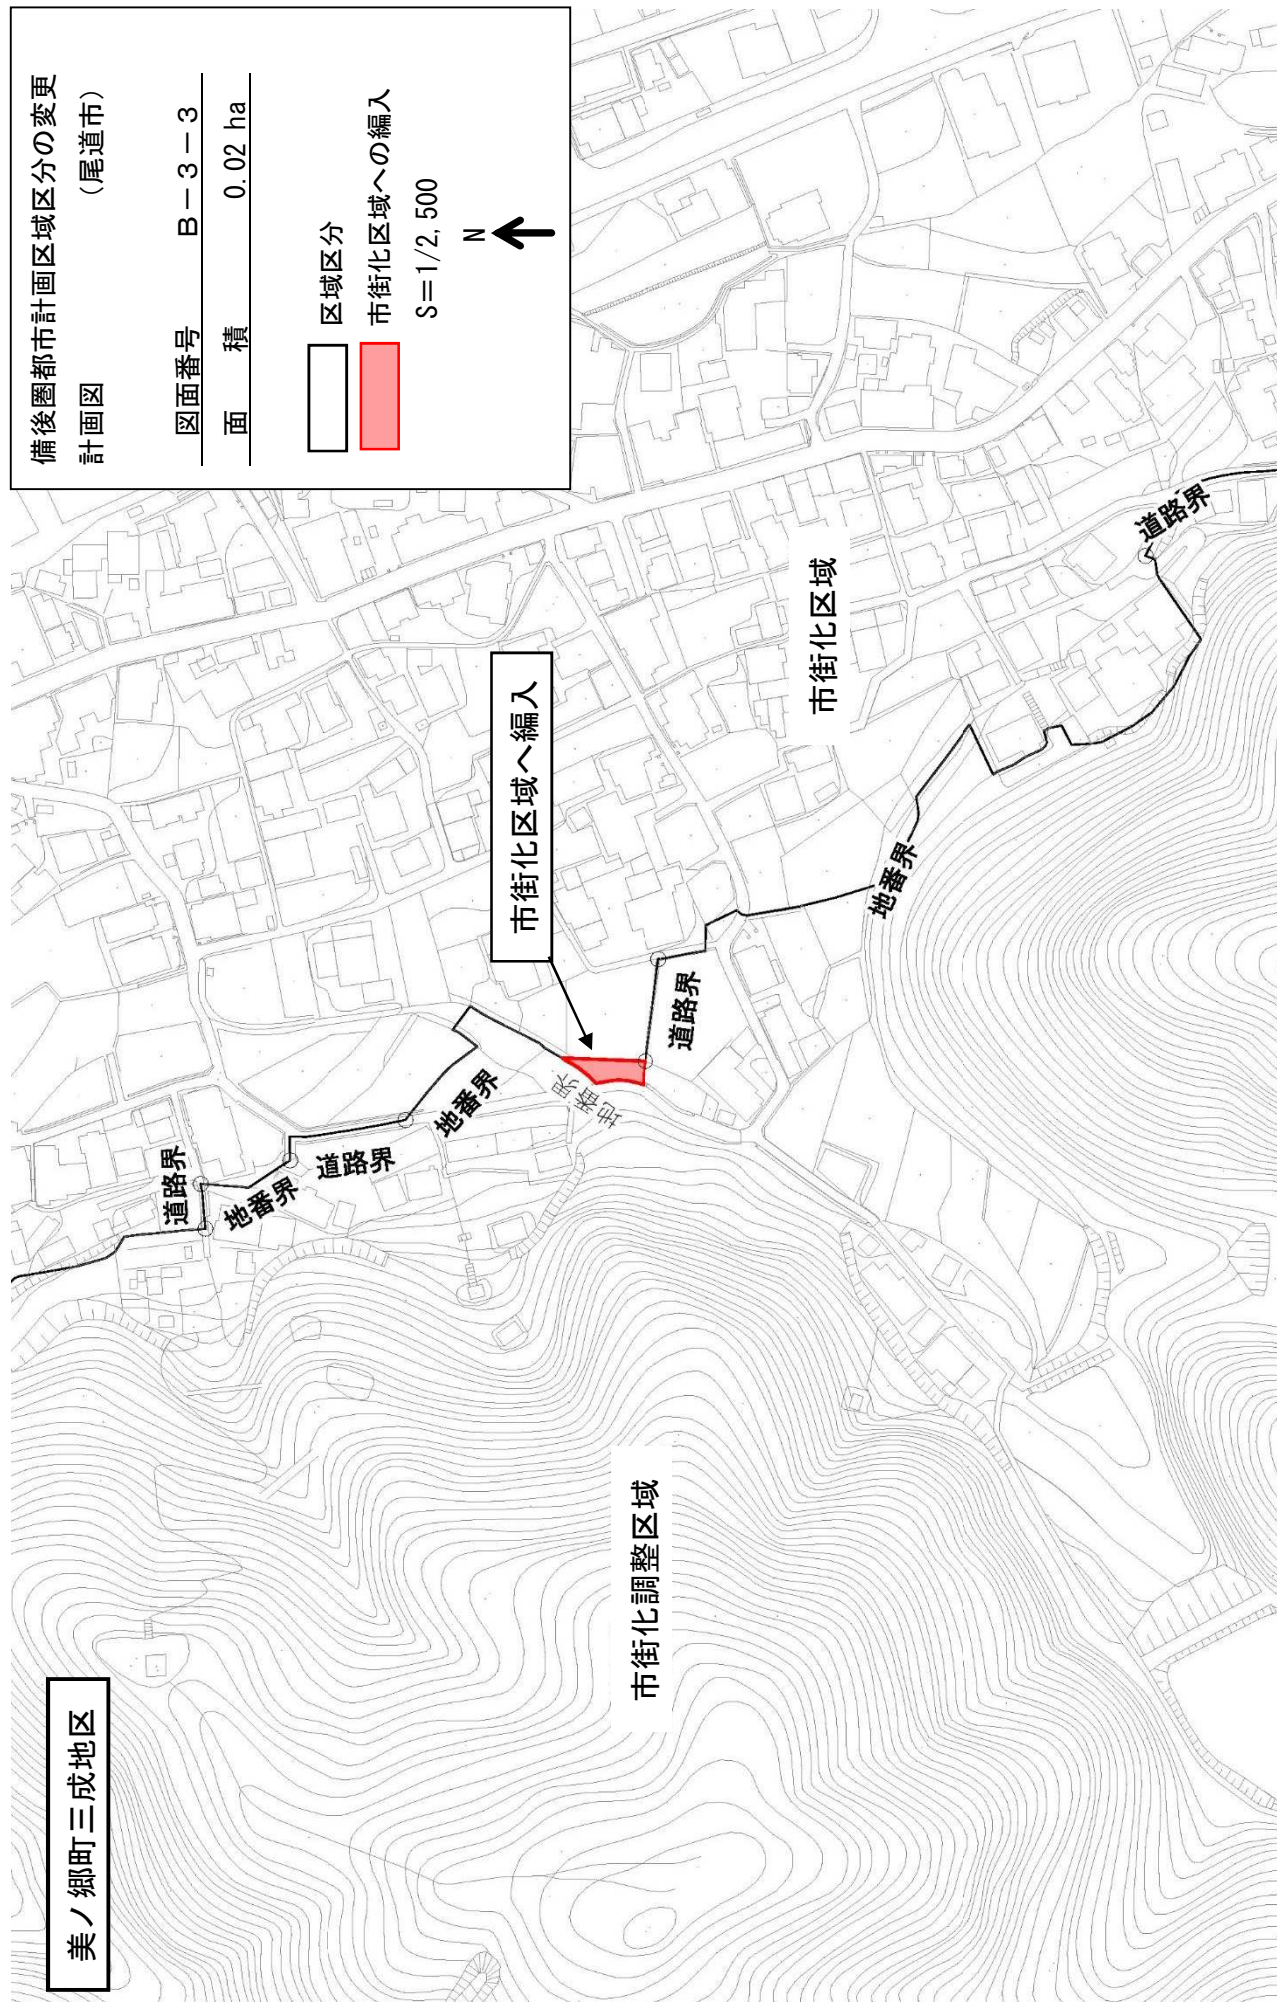 備後圏都市計画区域区分の変更
計画図 （尾道市）
図面番号 Ｂ－３－３
面 積 0.02 ha
区域区分
市街化区域への編入
S＝1/2,500
N
美ノ郷町三成地区
市街化区域へ編入
市街化区域
市街化調整区域
道路界
地番界
道路界
地番界
地番界
道路界
地番界
道路界